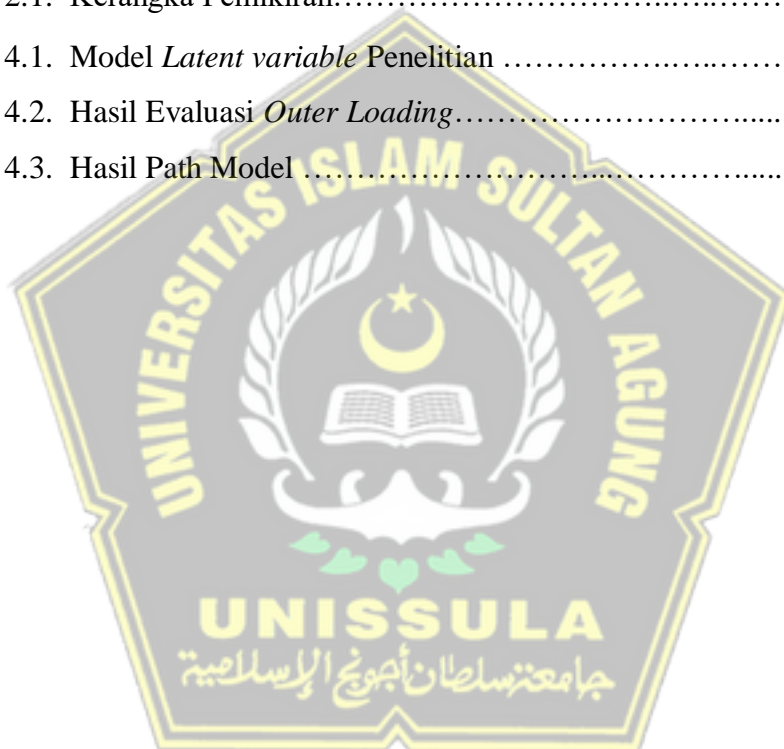 2.1. Kerangka Pemikiran………………………….….………
4.1. Model Latent variable Penelitian …………….…..…….
4.2. Hasil Evaluasi Outer Loading………………………......
4.3. Hasil Path Model ………………………..…………......
UNIVERSITAS ISLAM SULTAN AGUNG
UNISSULA
جامعة سلطان أجونج الإسلامية